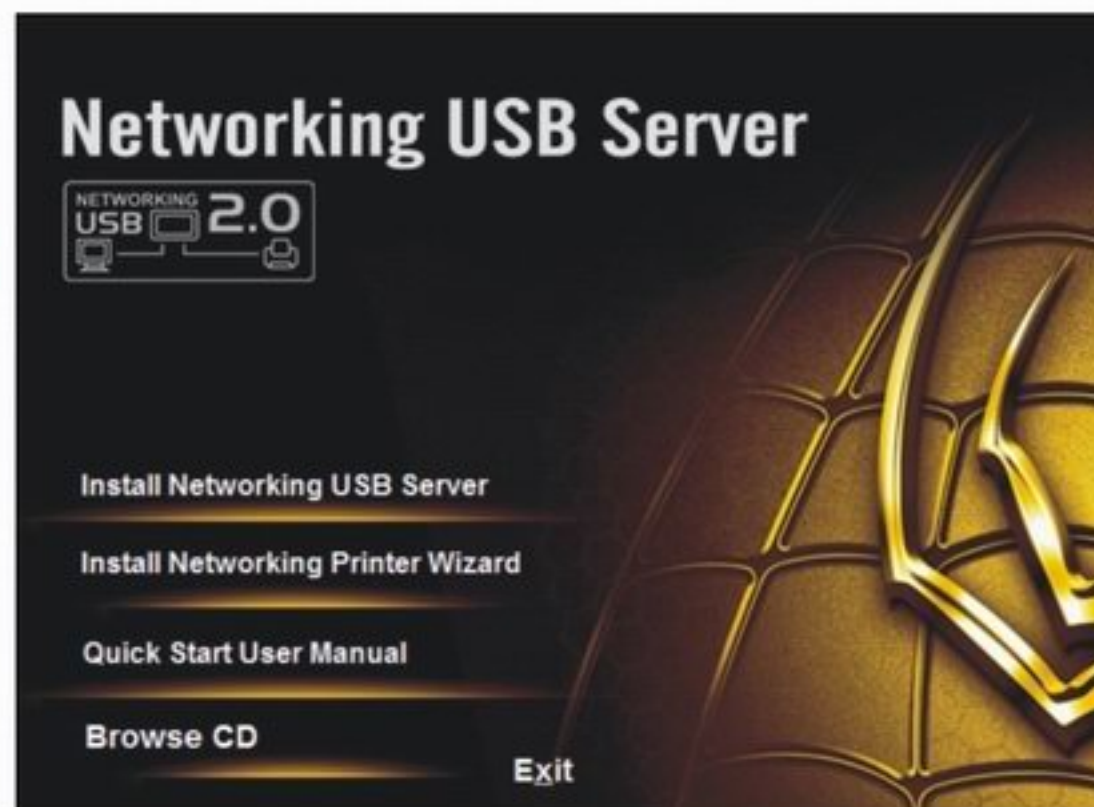 Networking USB Server
NETWORKING
USB 2.0
Install Networking USB Server
Install Networking Printer Wizard
Quick Start User Manual
Browse CD
Exit